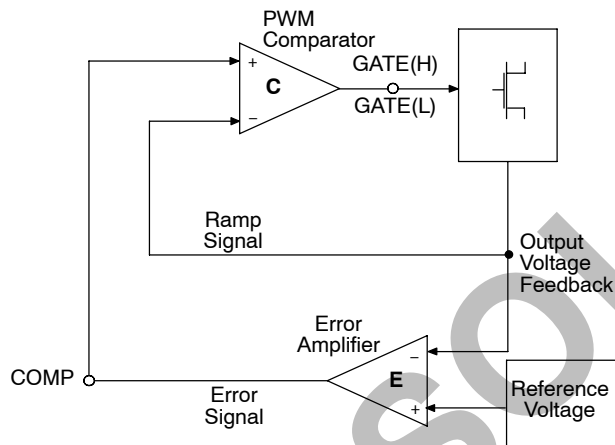 PWM
Comparator
+
C
−
GATE(H)
GATE(L)
Ramp
Signal
Output
Voltage
Feedback
Error
Amplifier
−
E
+
COMP
Error
Signal
Reference
Voltage